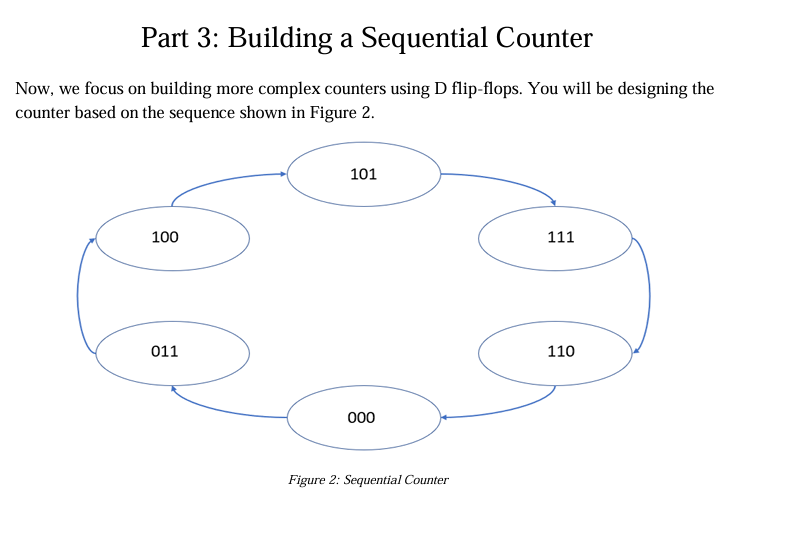 Part 3: Building a Sequential Counter
Now, we focus on building more complex counters using D flip-flops. You will be designing the
counter based on the sequence shown in Figure 2.
101
100
111
011
110
000
Figure 2: Sequential Counter